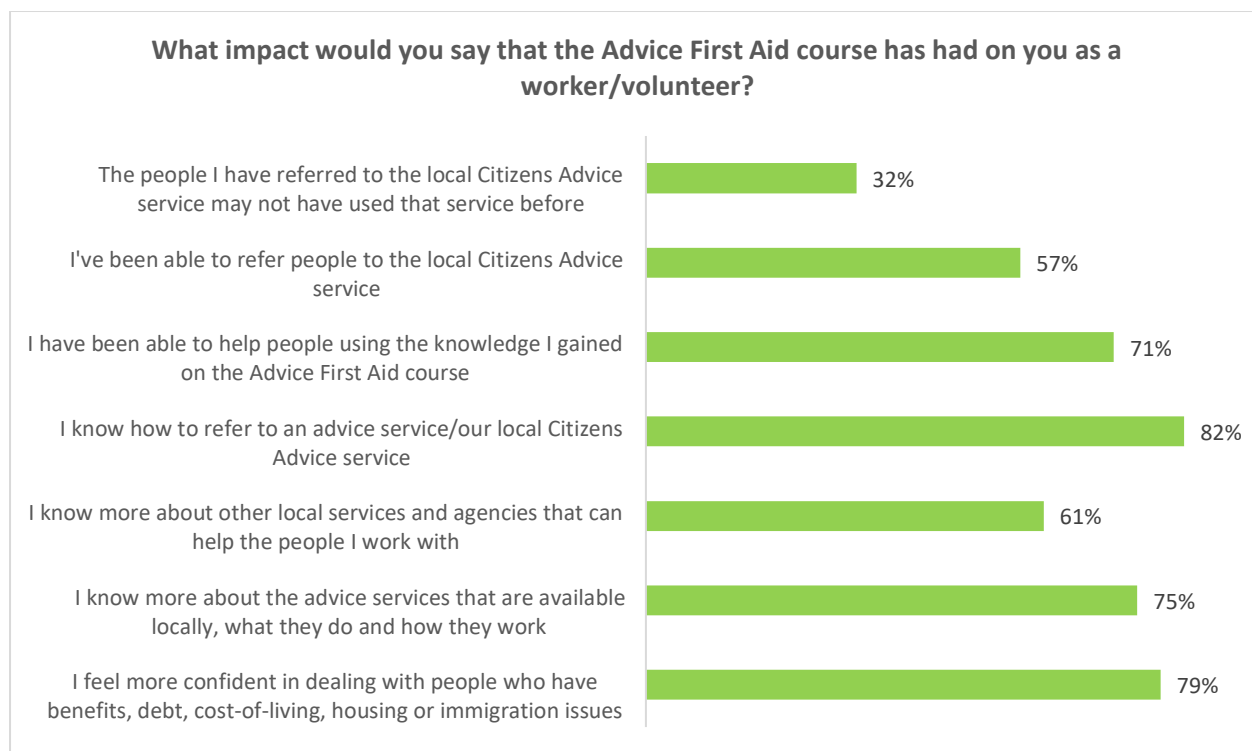 What impact would you say that the Advice First Aid course has had on you as a
worker/volunteer?
The people I have referred to the local Citizens Advice
service may not have used that service before
32%
I've been able to refer people to the local Citizens Advice
service
57%
I have been able to help people using the knowledge I gained
on the Advice First Aid course
71%
I know how to refer to an advice service/our local Citizens
Advice service
82%
I know more about other local services and agencies that can
help the people I work with
61%
I know more about the advice services that are available
locally, what they do and how they work
75%
I feel more confident in dealing with people who have
benefits, debt, cost-of-living, housing or immigration issues
79%